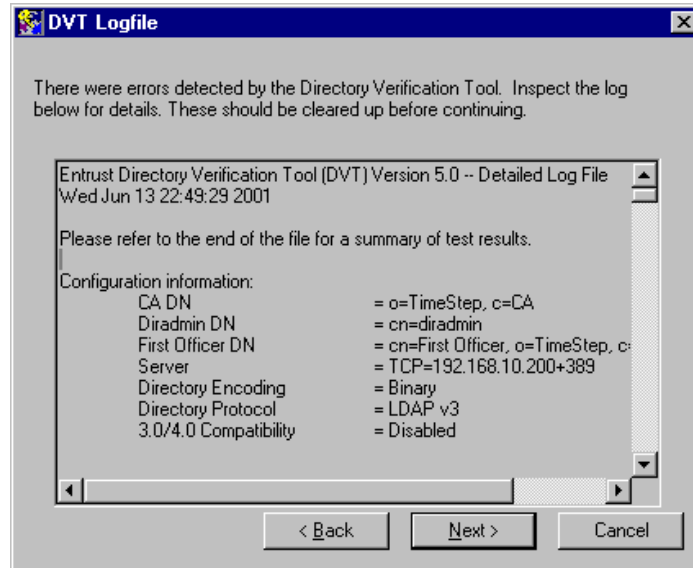 DVT Logfile
There were errors detected by the Directory Verification Tool. Inspect the log
below for details. These should be cleared up before continuing.
Entrust Directory Verification Tool (DVT) Version 5.0 -- Detailed Log File
Wed Jun 13 22:49:29 2001
Please refer to the end of the file for a summary of test results.
Configuration information:
CA DN = o=TimeStep, c=CA
Diradmin DN = cn=diradmin
First Officer DN = cn=First Officer, o=TimeStep, c=
Server = TCP=192.168.10.200+389
Directory Encoding = Binary
Directory Protocol = LDAP v3
3.0/4.0 Compatibility = Disabled
< Back Next > Cancel